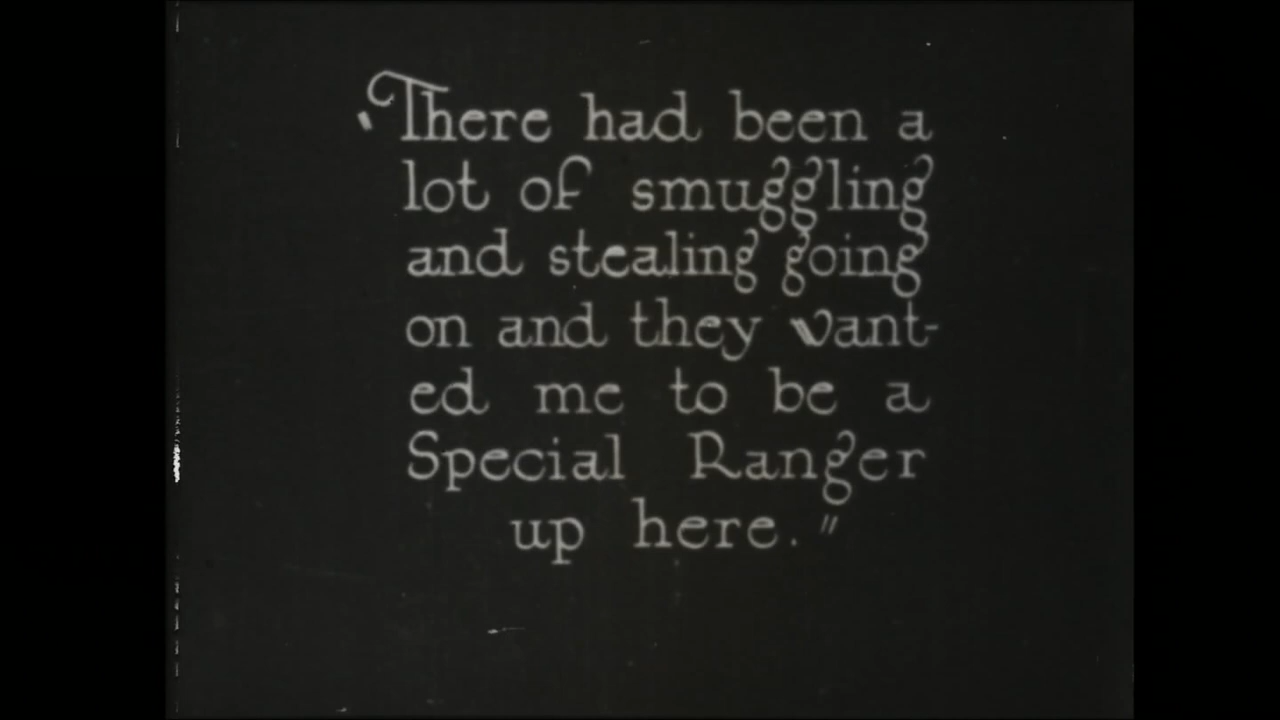 "There had been a
lot of smuggling
and stealing going
on and they want-
ed me to be a
Special Ranger
up here."